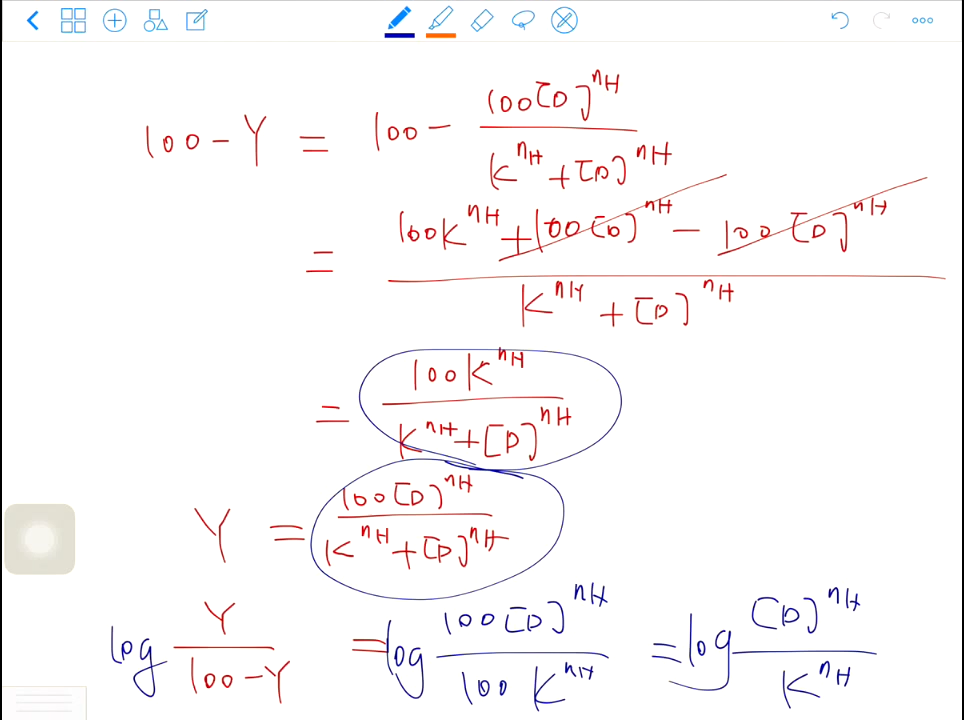 100 - Y = 100 - 100[D]^nH / K^nH + [D]^nH
= 100K^nH + 100[D]^nH - 100[D]^nH / K^nH + [D]^nH
= 100K^nH / K^nH + [D]^nH
Y = 100[D]^nH / K^nH + [D]^nH
log Y / 100 - Y = log 100[D]^nH / 100 K^nH = log [D]^nH / K^nH